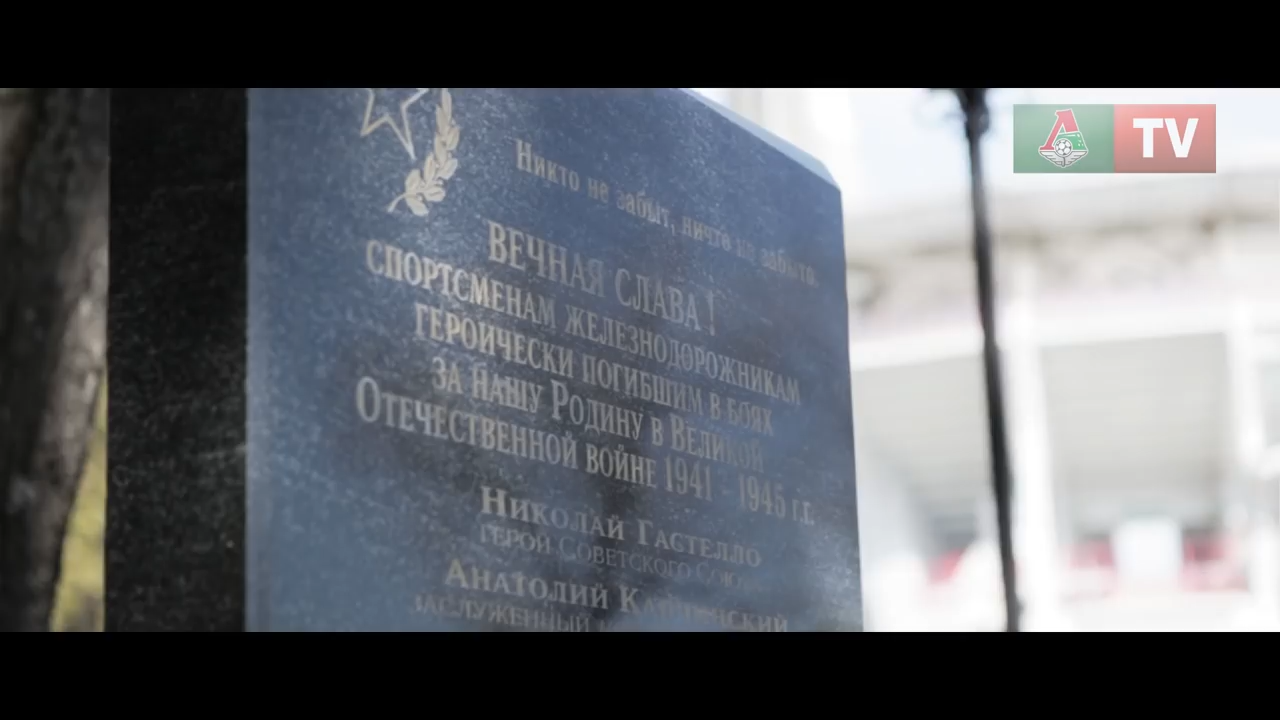 TV
Никто не забыт, ничто не забыто.
ВЕЧНАЯ СЛАВА !
СПОРТСМЕНАМ ЖЕЛЕЗНОДОРОЖНИКАМ
ГЕРОИЧЕСКИ ПОГИБШИМ В БОЯХ
ЗА НАШУ РОДИНУ В ВЕЛИКОЙ
ОТЕЧЕСТВЕННОЙ ВОЙНЕ 1941 - 1945 г.г.
НИКОЛАЙ ГАСТЕЛЛО
ГЕРОЙ СОВЕТСКОГО СОЮЗА
АНАТОЛИЙ
ЗАСЛУЖЕННЫЙ